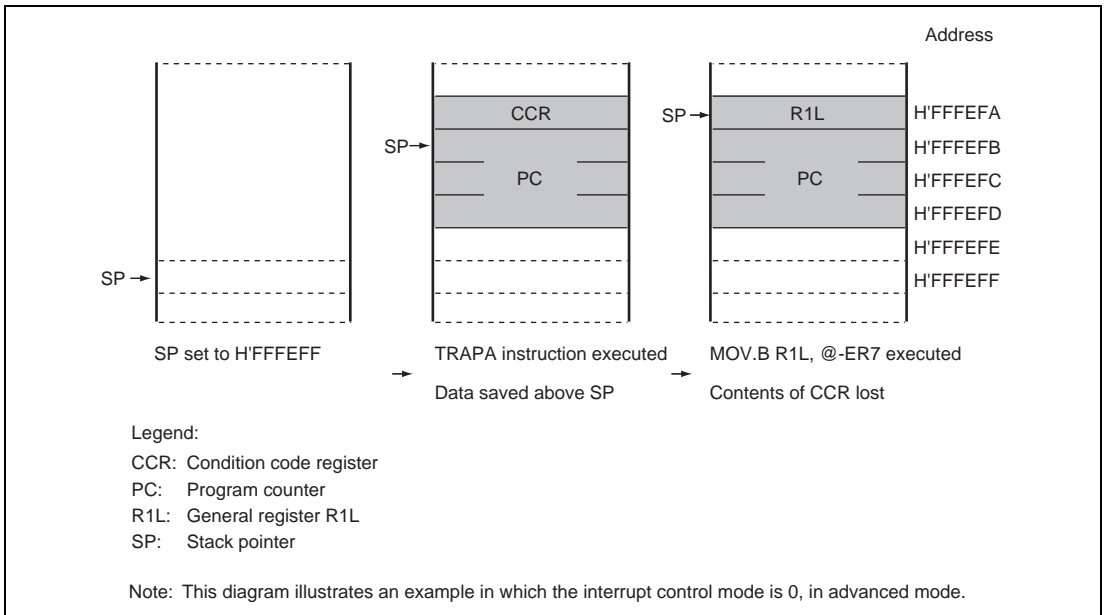 Address
CCR
SP
R1L
H'FFFEFA
SP
H'FFFEFB
PC
PC
H'FFFEFC
H'FFFEFD
H'FFFEFE
SP
H'FFFEFF
SP set to H'FFFEFF
TRAPA instruction executed
MOV.B R1L, @-ER7 executed
Data saved above SP
Contents of CCR lost
Legend:
CCR: Condition code register
PC: Program counter
R1L: General register R1L
SP: Stack pointer
Note: This diagram illustrates an example in which the interrupt control mode is 0, in advanced mode.